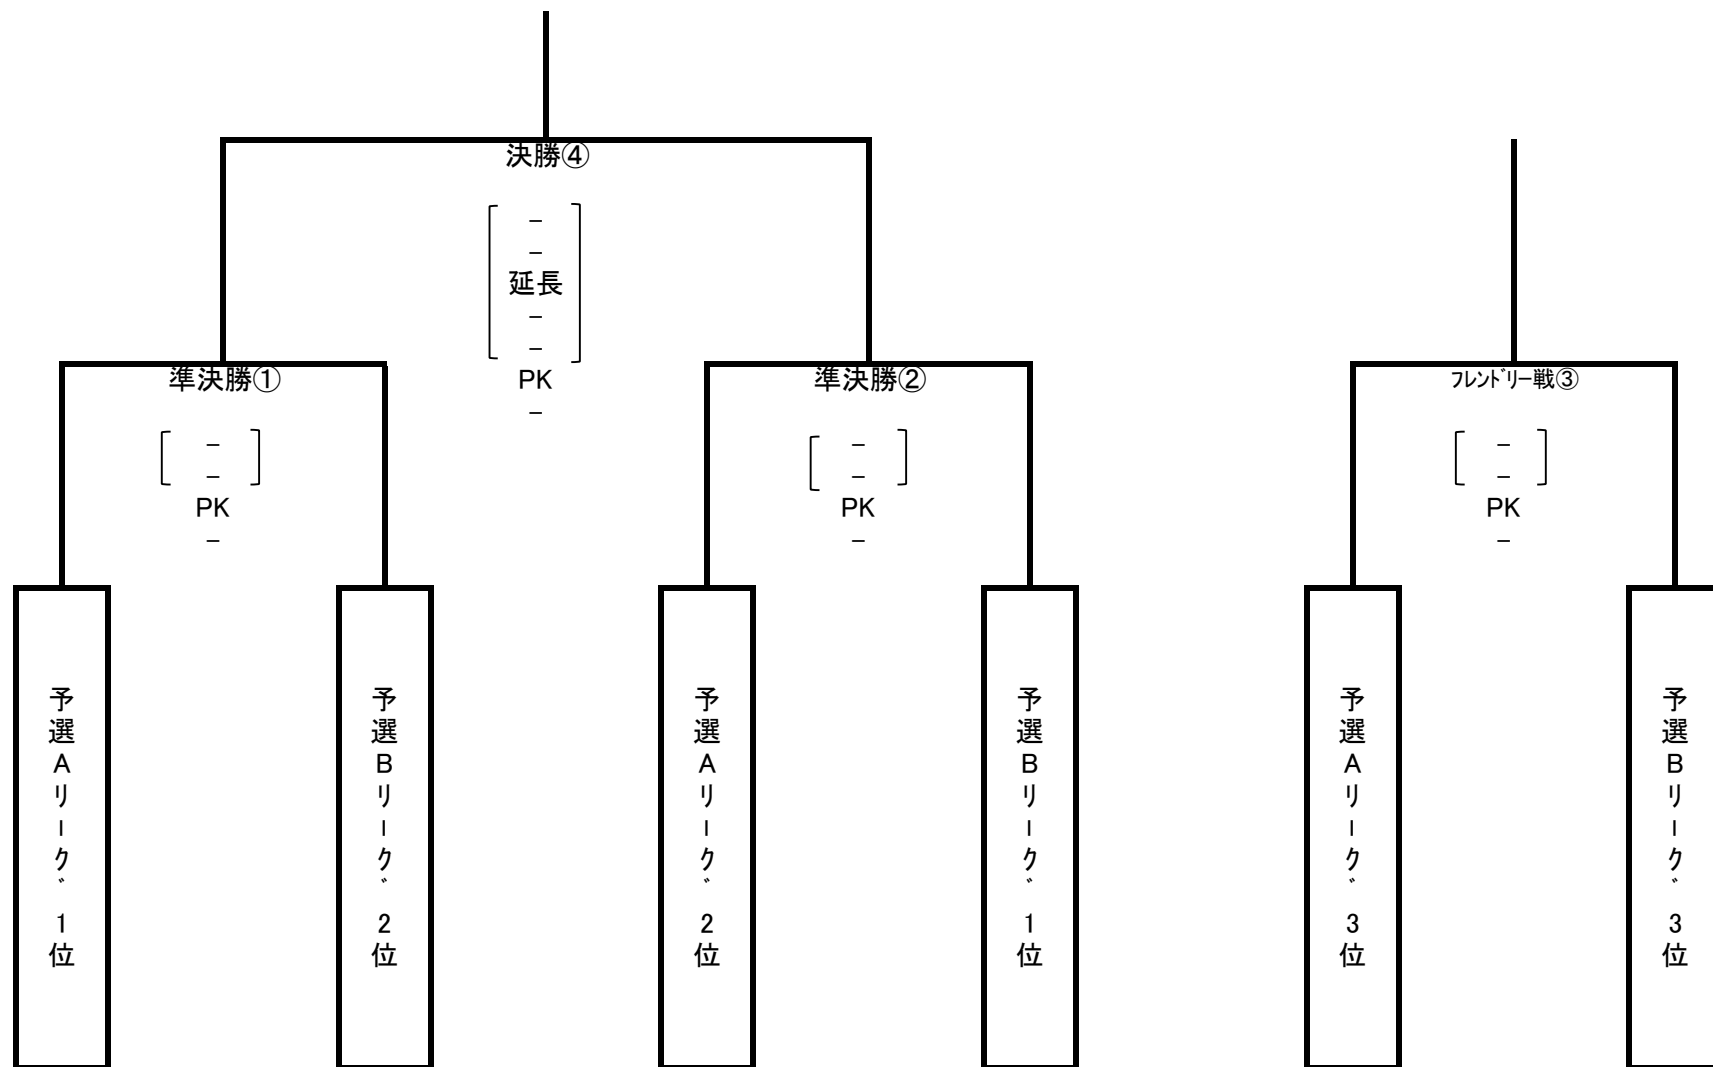 決勝④
-
-
延長
-
-
PK
-
準決勝①
-
-
PK
-
準決勝②
-
-
PK
-
ﾌﾚﾝﾄﾞﾘｰ戦③
-
-
PK
-
予選Aリーグ 1位
予選Bリーグ 2位
予選Aリーグ 2位
予選Bリーグ 1位
予選Aリーグ 3位
予選Bリーグ 3位